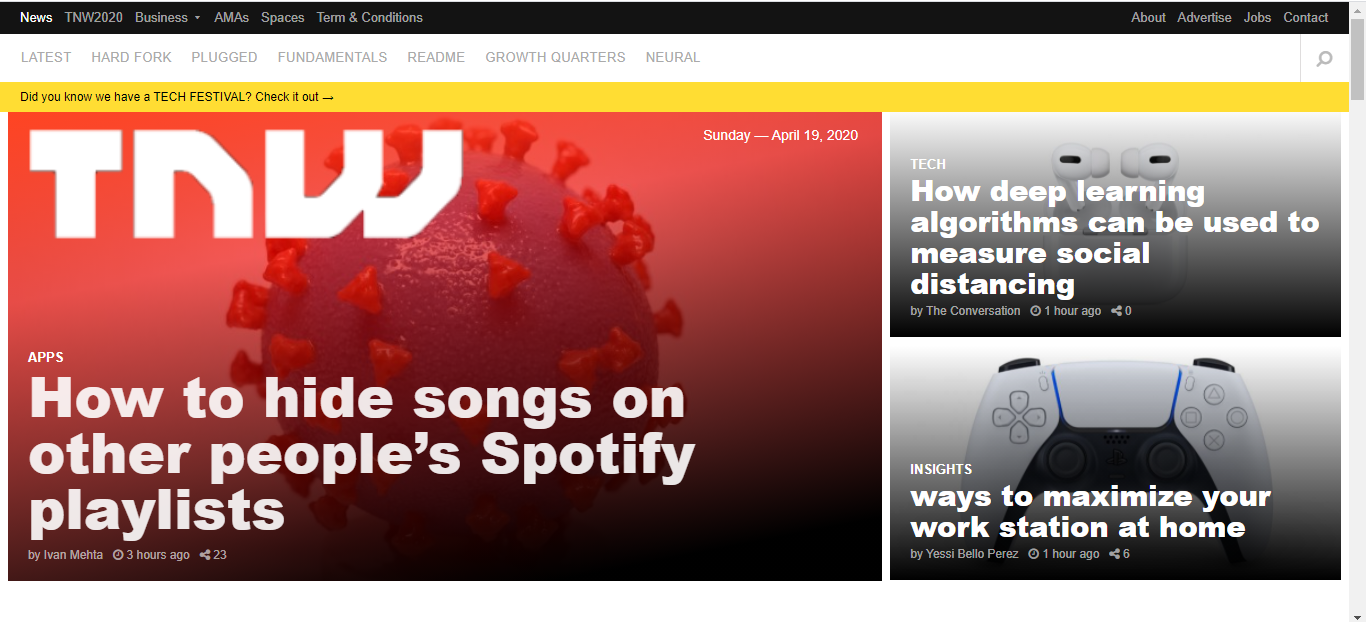 News TNW2020 Business AMAs Spaces Term & Conditions About Advertise Jobs Contact
LATEST HARD FORK PLUGGED FUNDAMENTALS README GROWTH QUARTERS NEURAL
Did you know we have a TECH FESTIVAL? Check it out →
TNW
Sunday — April 19, 2020
APPS
How to hide songs on
other people’s Spotify
playlists
by Ivan Mehta 3 hours ago 23
TECH
How deep learning
algorithms can be used to
measure social
distancing
by The Conversation 1 hour ago 0
INSIGHTS
ways to maximize your
work station at home
by Yessi Bello Perez 1 hour ago 6